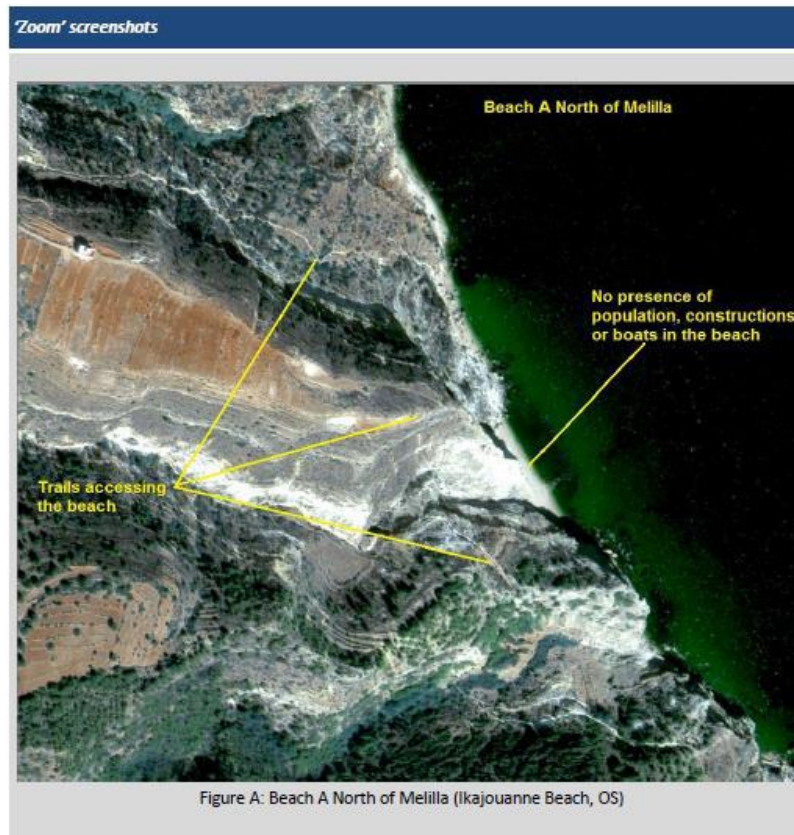 'Zoom' screenshots
Beach A North of Melilla
No presence of
population, constructions
or boats in the beach
Trails accessing
the beach
Figure A: Beach A North of Melilla (Ikajouanne Beach, OS)